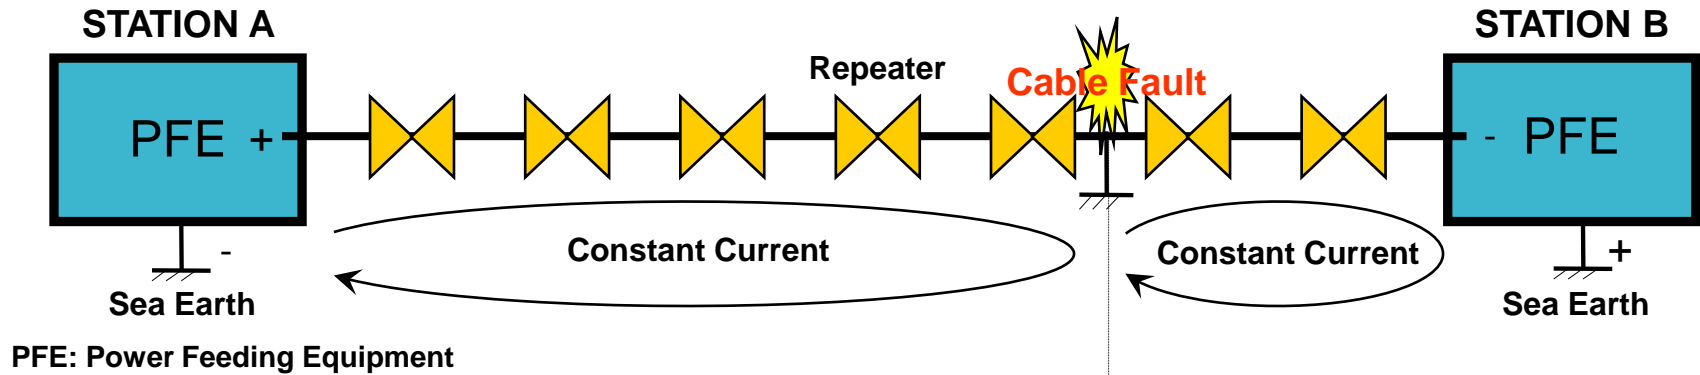 STATION A
STATION B
Repeater
Cable Fault
PFE +
- PFE
Constant Current
Constant Current
-
+
Sea Earth
Sea Earth
PFE: Power Feeding Equipment